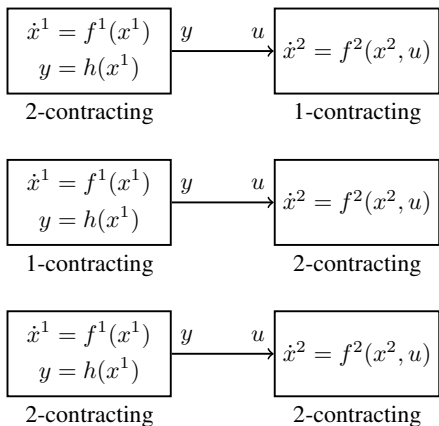 ẋ¹ = f¹(x¹)
y = h(x¹)
y u
ẋ² = f²(x², u)
2-contracting 1-contracting
ẋ¹ = f¹(x¹)
y = h(x¹)
y u
ẋ² = f²(x², u)
1-contracting 2-contracting
ẋ¹ = f¹(x¹)
y = h(x¹)
y u
ẋ² = f²(x², u)
2-contracting 2-contracting